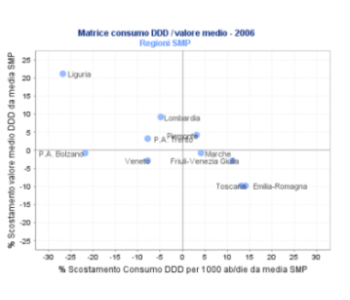 Matrice consumo DDD / valore medio - 2006
Regioni SMP
% Scostamento valore medio DDD da media SMP
25
20
15
10
5
0
-5
-10
-15
-20
-25
Liguria
Lombardia
Piemonte
P.A. Trento
P.A. Bolzano
Marche
Veneto
Friuli-Venezia Giulia
Toscana
Emilia-Romagna
-30 -25 -20 -15 -10 -5 0 5 10 15 20 25 30
% Scostamento Consumo DDD per 1000 ab/die da media SMP